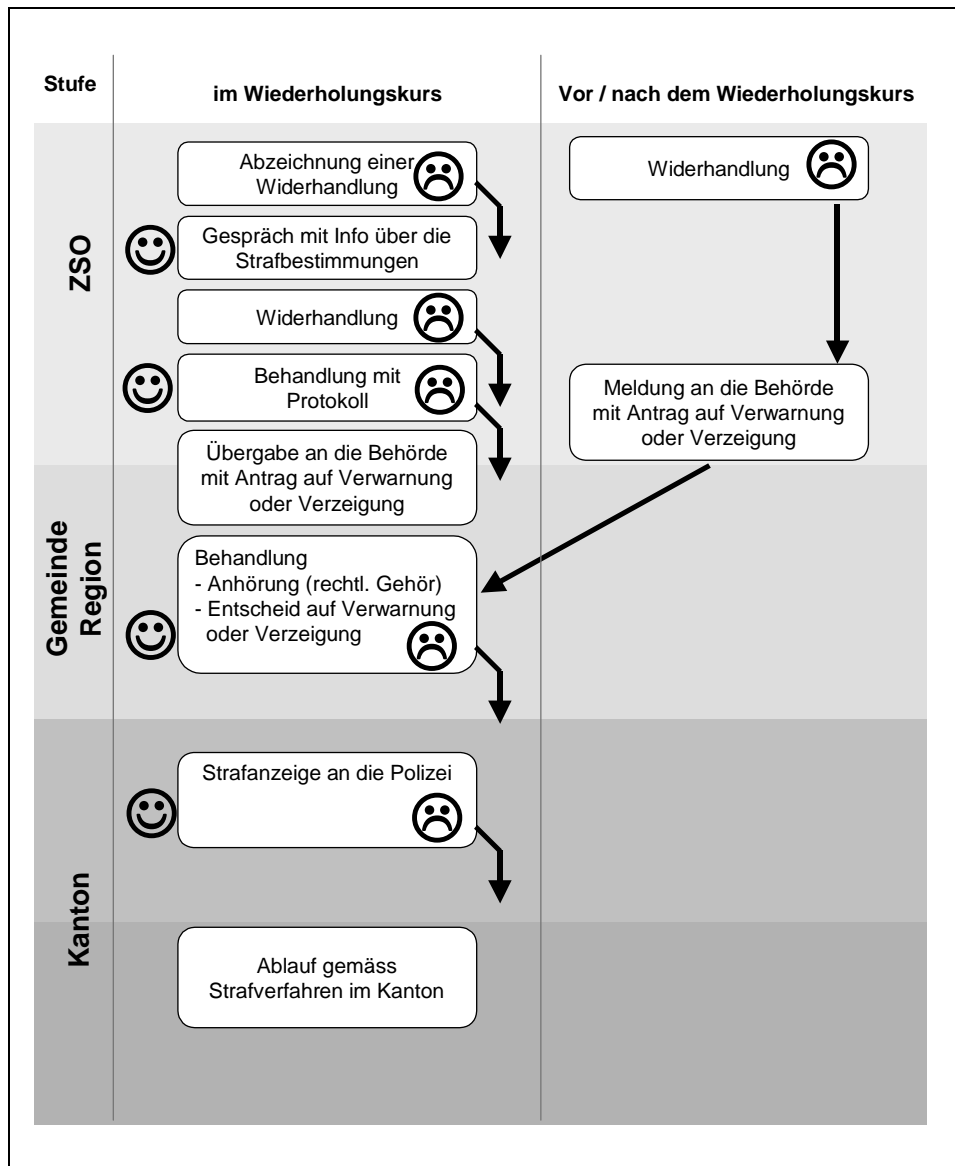 Stufe
im Wiederholungskurs
Vor / nach dem Wiederholungskurs
ZSO
Abzeichnung einer
Widerhandlung
Widerhandlung
Gespräch mit Info über die
Strafbestimmungen
Widerhandlung
Behandlung mit
Protokoll
Meldung an die Behörde
mit Antrag auf Verwarnung
oder Verzeigung
Übergabe an die Behörde
mit Antrag auf Verwarnung
oder Verzeigung
Gemeinde
Region
Behandlung
- Anhörung (rechtl. Gehör)
- Entscheid auf Verwarnung
oder Verzeigung
Kanton
Strafanzeige an die Polizei
Ablauf gemäss
Strafverfahren im Kanton